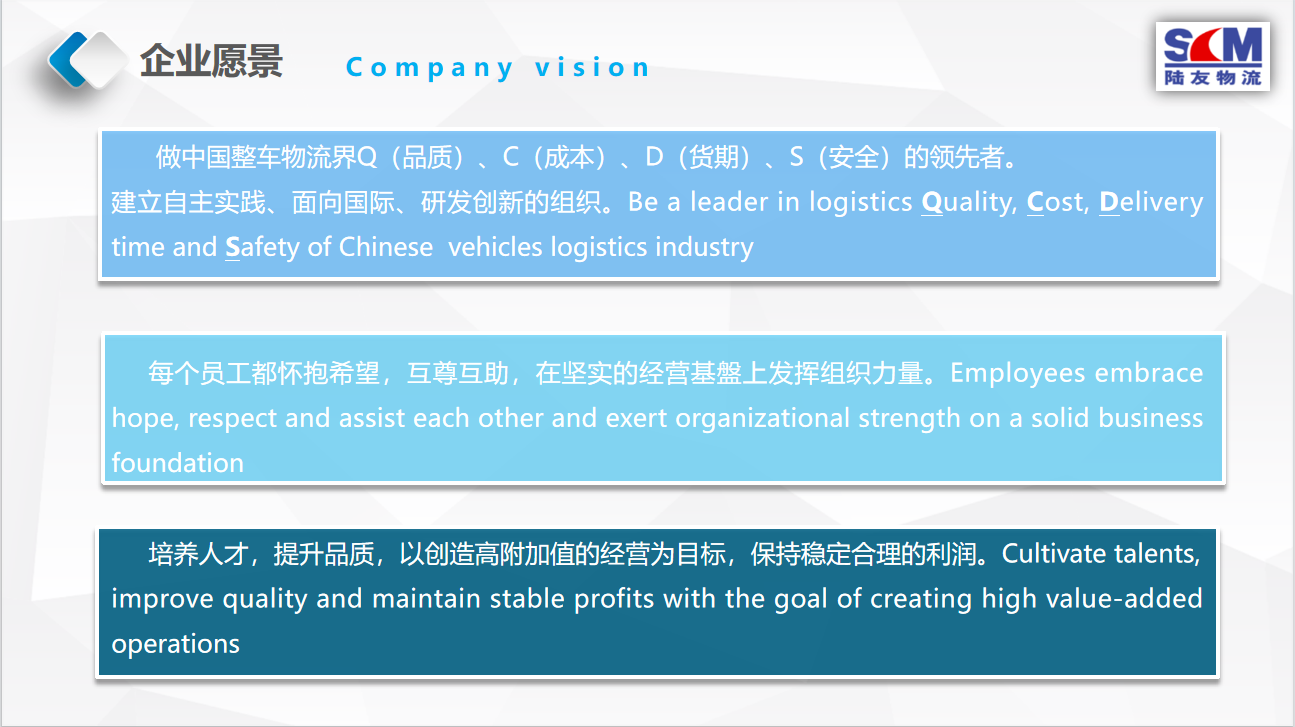 企业愿景 Company vision
SCM
陆友物流
做中国整车物流界Q（品质）、C（成本）、D（货期）、S（安全）的领先者。
建立自主实践、面向国际、研发创新的组织。Be a leader in logistics Quality, Cost, Delivery
time and Safety of Chinese vehicles logistics industry
每个员工都怀抱希望，互尊互助，在坚实的经营基盤上发挥组织力量。Employees embrace
hope, respect and assist each other and exert organizational strength on a solid business
foundation
培养人才，提升品质，以创造高附加值的经营为目标，保持稳定合理的利润。Cultivate talents,
improve quality and maintain stable profits with the goal of creating high value-added
operations